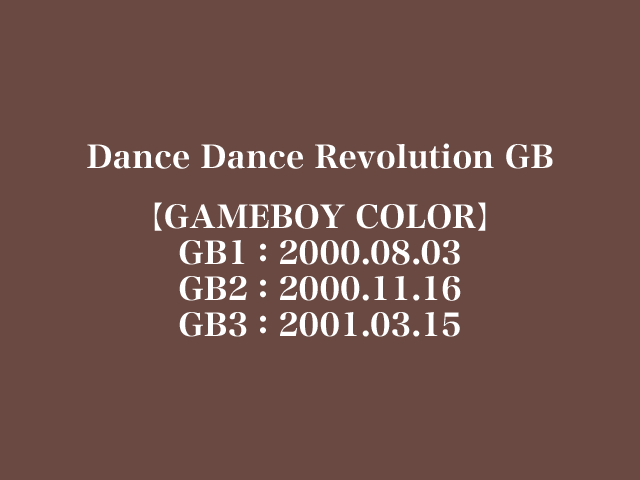 Dance Dance Revolution GB
【GAMEBOY COLOR】
GB1：2000.08.03
GB2：2000.11.16
GB3：2001.03.15